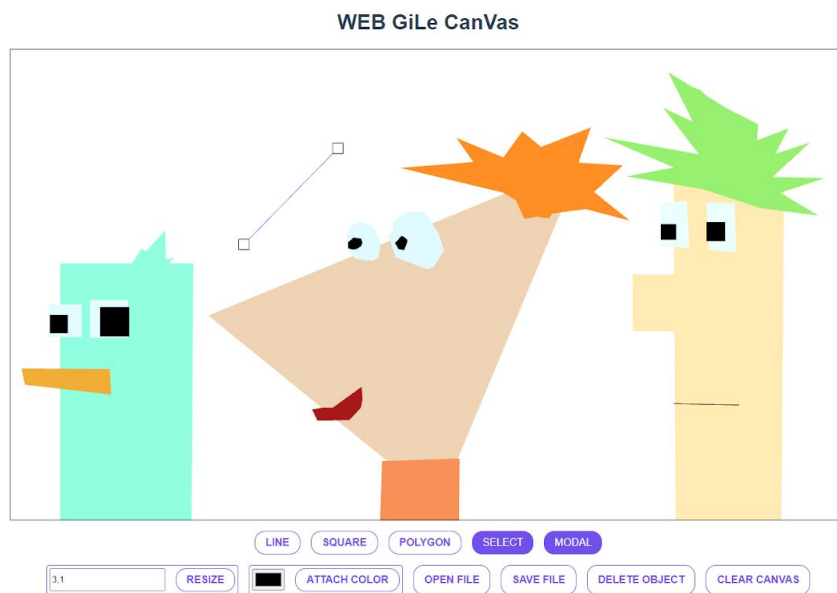 WEB GiLe CanVas
LINE SQUARE POLYGON SELECT MODAL
3,1 RESIZE ATTACH COLOR OPEN FILE SAVE FILE DELETE OBJECT CLEAR CANVAS